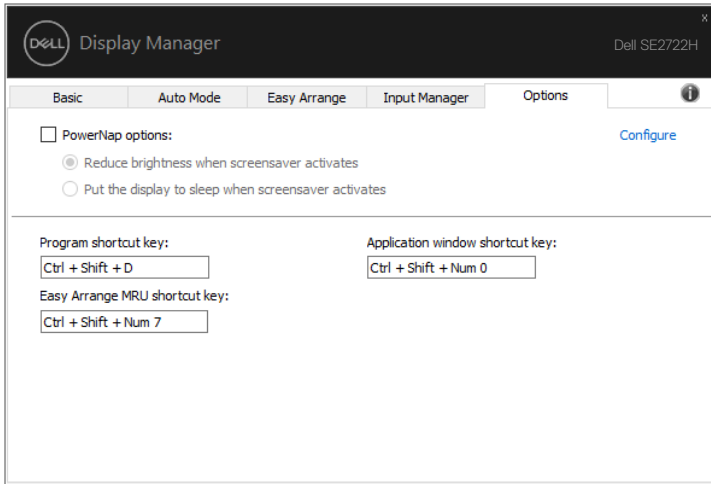 DELL Display Manager
x
Dell SE2722H
Basic Auto Mode Easy Arrange Input Manager Options i
PowerNap options: Configure
Reduce brightness when screensaver activates
Put the display to sleep when screensaver activates
Program shortcut key: Application window shortcut key:
Ctrl + Shift + D Ctrl + Shift + Num 0
Easy Arrange MRU shortcut key:
Ctrl + Shift + Num 7